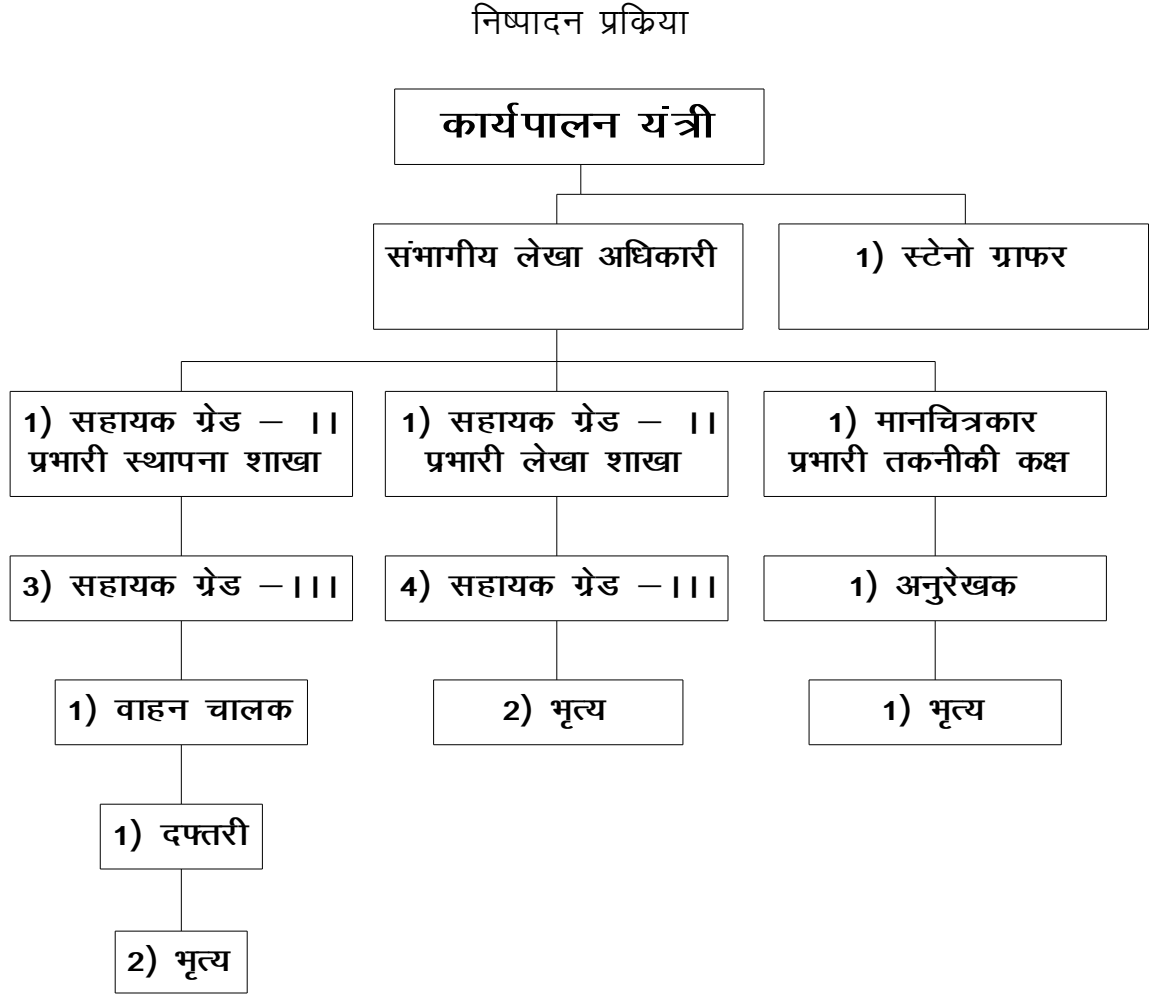 निष्पादन प्रक्रिया
कार्यपालन यंत्री
संभागीय लेखा अधिकारी
1) स्टेनो ग्राफर
1) सहायक ग्रेड – ।।
प्रभारी स्थापना शाखा
1) सहायक ग्रेड – ।।
प्रभारी लेखा शाखा
1) मानचित्रकार
प्रभारी तकनीकी कक्ष
3) सहायक ग्रेड –।।।
4) सहायक ग्रेड –।।।
1) अनुरेखक
1) वाहन चालक
2) भृत्य
1) भृत्य
1) दफ्तरी
2) भृत्य